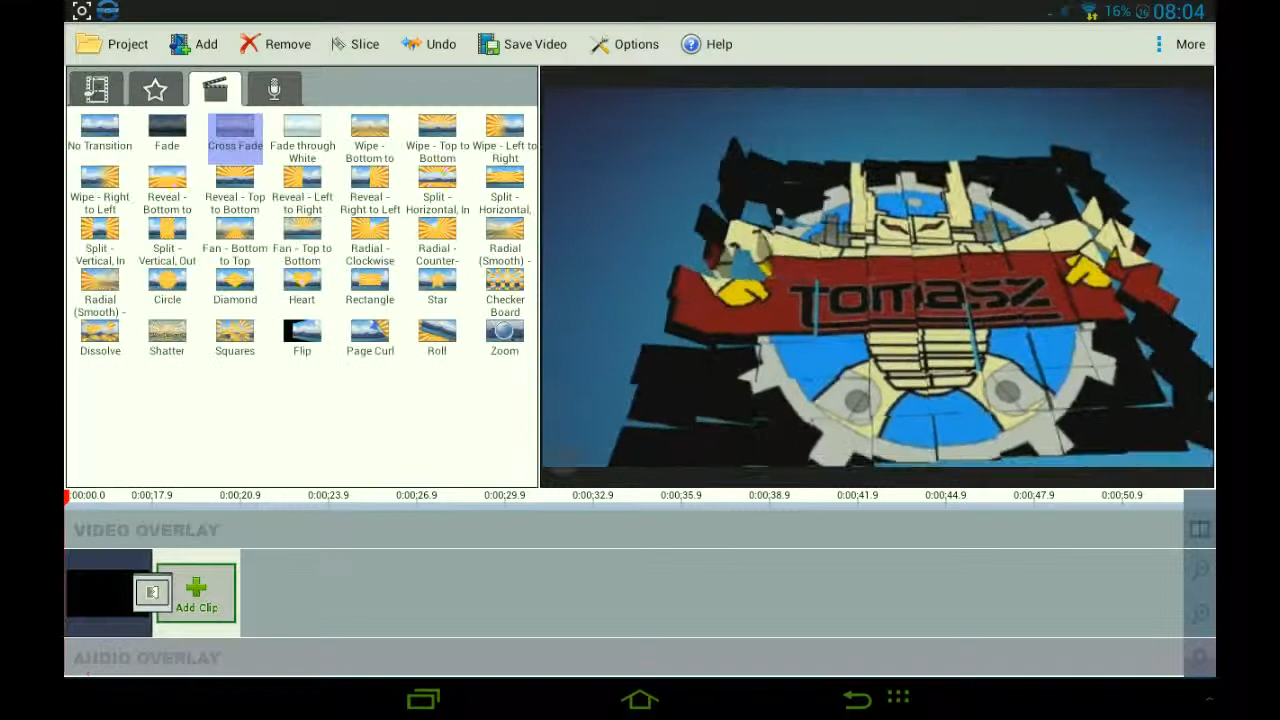 16% 08:04
Project Add Remove Slice Undo Save Video Options Help More
No Transition Fade Cross Fade Fade through White Wipe - Bottom to Wipe - Top to Bottom Wipe - Left to Right
Wipe - Right to Left Reveal - Bottom to Reveal - Top to Bottom Reveal - Left to Right Reveal - Right to Left Split - Horizontal, In Split - Horizontal,
Split - Vertical, In Split - Vertical, Out Fan - Bottom to Top Fan - Top to Bottom Radial - Clockwise Radial - Counter- Radial (Smooth) -
Radial (Smooth) - Circle Diamond Heart Rectangle Star Checker Board
Dissolve Shatter Squares Flip Page Curl Roll Zoom
tomasz
:00;00.0 0:00;17.9 0:00;20.9 0:00;23.9 0:00;26.9 0:00;29.9 0:00;32.9 0:00;35.9 0:00;38.9 0:00;41.9 0:00;44.9 0:00;47.9 0:00;50.9
VIDEO OVERLAY
Add Clip
AUDIO OVERLAY